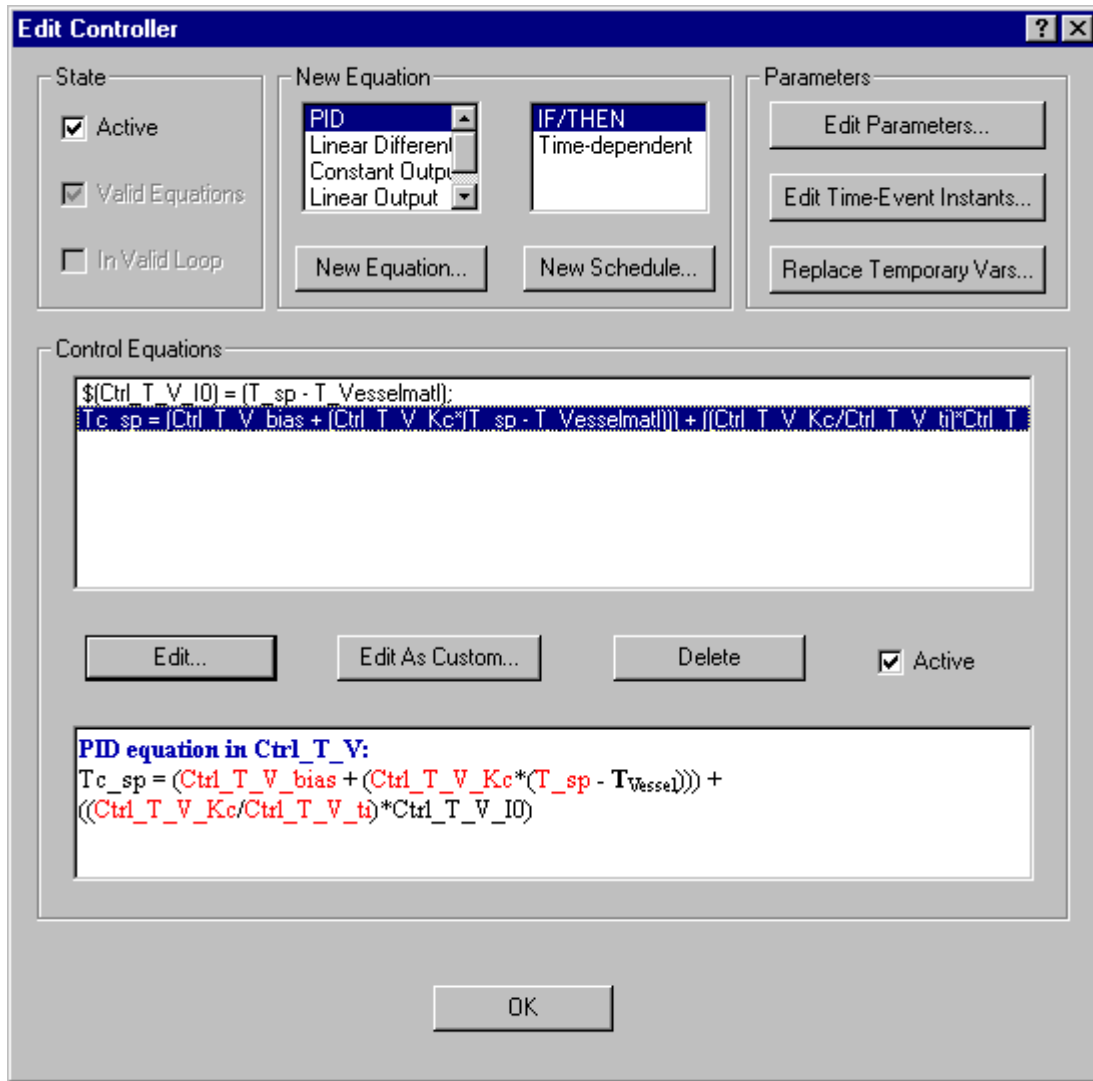 Edit Controller
State
Active
Valid Equations
In Valid Loop
New Equation
PID
Linear Different
Constant Outpu
Linear Output
IF/THEN
Time-dependent
New Equation...
New Schedule...
Parameters
Edit Parameters...
Edit Time-Event Instants...
Replace Temporary Vars...
Control Equations
$(Ctrl_T_V_I0) = (T_sp - T_Vesselmatl);
Tc_sp = (Ctrl_T_V_bias + (Ctrl_T_V_Kc*(T_sp - T_Vesselmatl))) + ((Ctrl_T_V_Kc/Ctrl_T_V_ti)*Ctrl_T_
Edit...
Edit As Custom...
Delete
Active
PID equation in Ctrl_T_V:
Tc_sp = (Ctrl_T_V_bias + (Ctrl_T_V_Kc*(T_sp - TVessel))) +
((Ctrl_T_V_Kc/Ctrl_T_V_ti)*Ctrl_T_V_I0)
OK